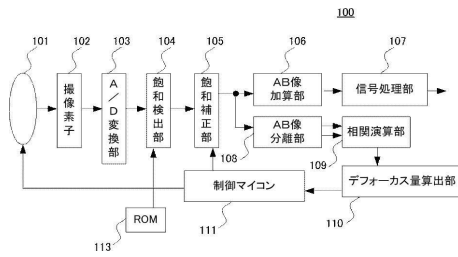 100
101
102
103
104
105
106
107
撮像素子
A/D変換部
飽和検出部
飽和補正部
AB像
加算部
信号処理部
AB像
分離部
相関演算部
108
109
制御マイコン
デフォーカス量算出部
ROM
113
111
110